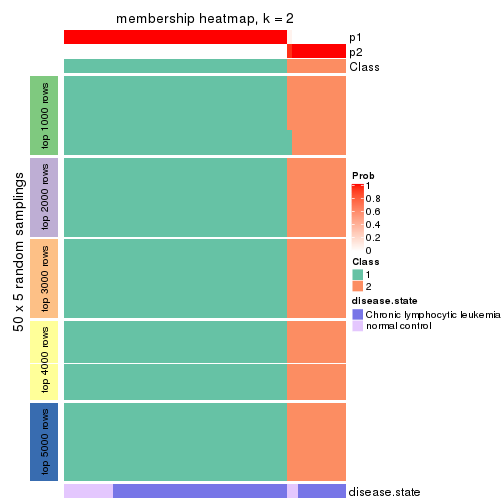 membership heatmap, k = 2
p1
p2
Class
50 x 5 random samplings
top 1000 rows
top 2000 rows
top 3000 rows
top 4000 rows
top 5000 rows
Prob
1
0.8
0.6
0.4
0.2
0
Class
1
2
disease.state
Chronic lymphocytic leukemia
normal control
disease.state